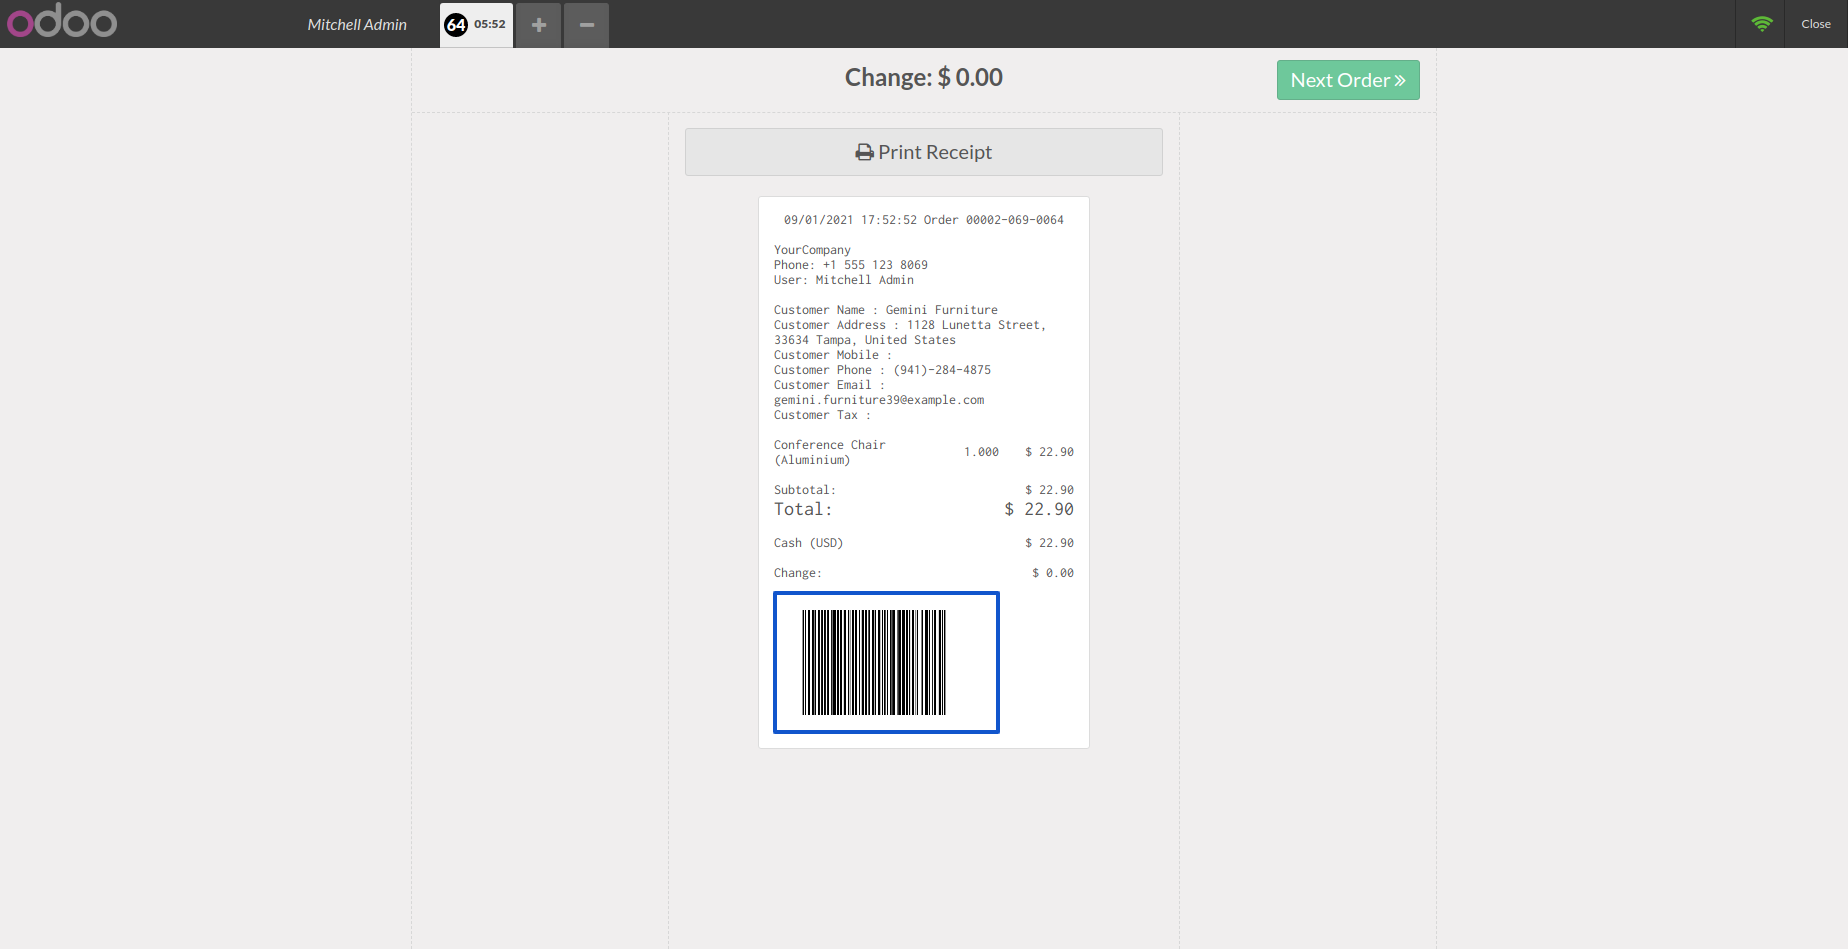 odoo
Mitchell Admin
64 05:52
Close
Change: $ 0.00
Next Order
Print Receipt
09/01/2021 17:52:52 Order 00002-069-0064
YourCompany
Phone: +1 555 123 8069
User: Mitchell Admin
Customer Name : Gemini Furniture
Customer Address : 1128 Lunetta Street,
33634 Tampa, United States
Customer Mobile :
Customer Phone : (941)-284-4875
Customer Email :
gemini.furniture39@example.com
Customer Tax :
Conference Chair
(Aluminium) 1.000 $ 22.90
Subtotal: $ 22.90
Total: $ 22.90
Cash (USD) $ 22.90
Change: $ 0.00